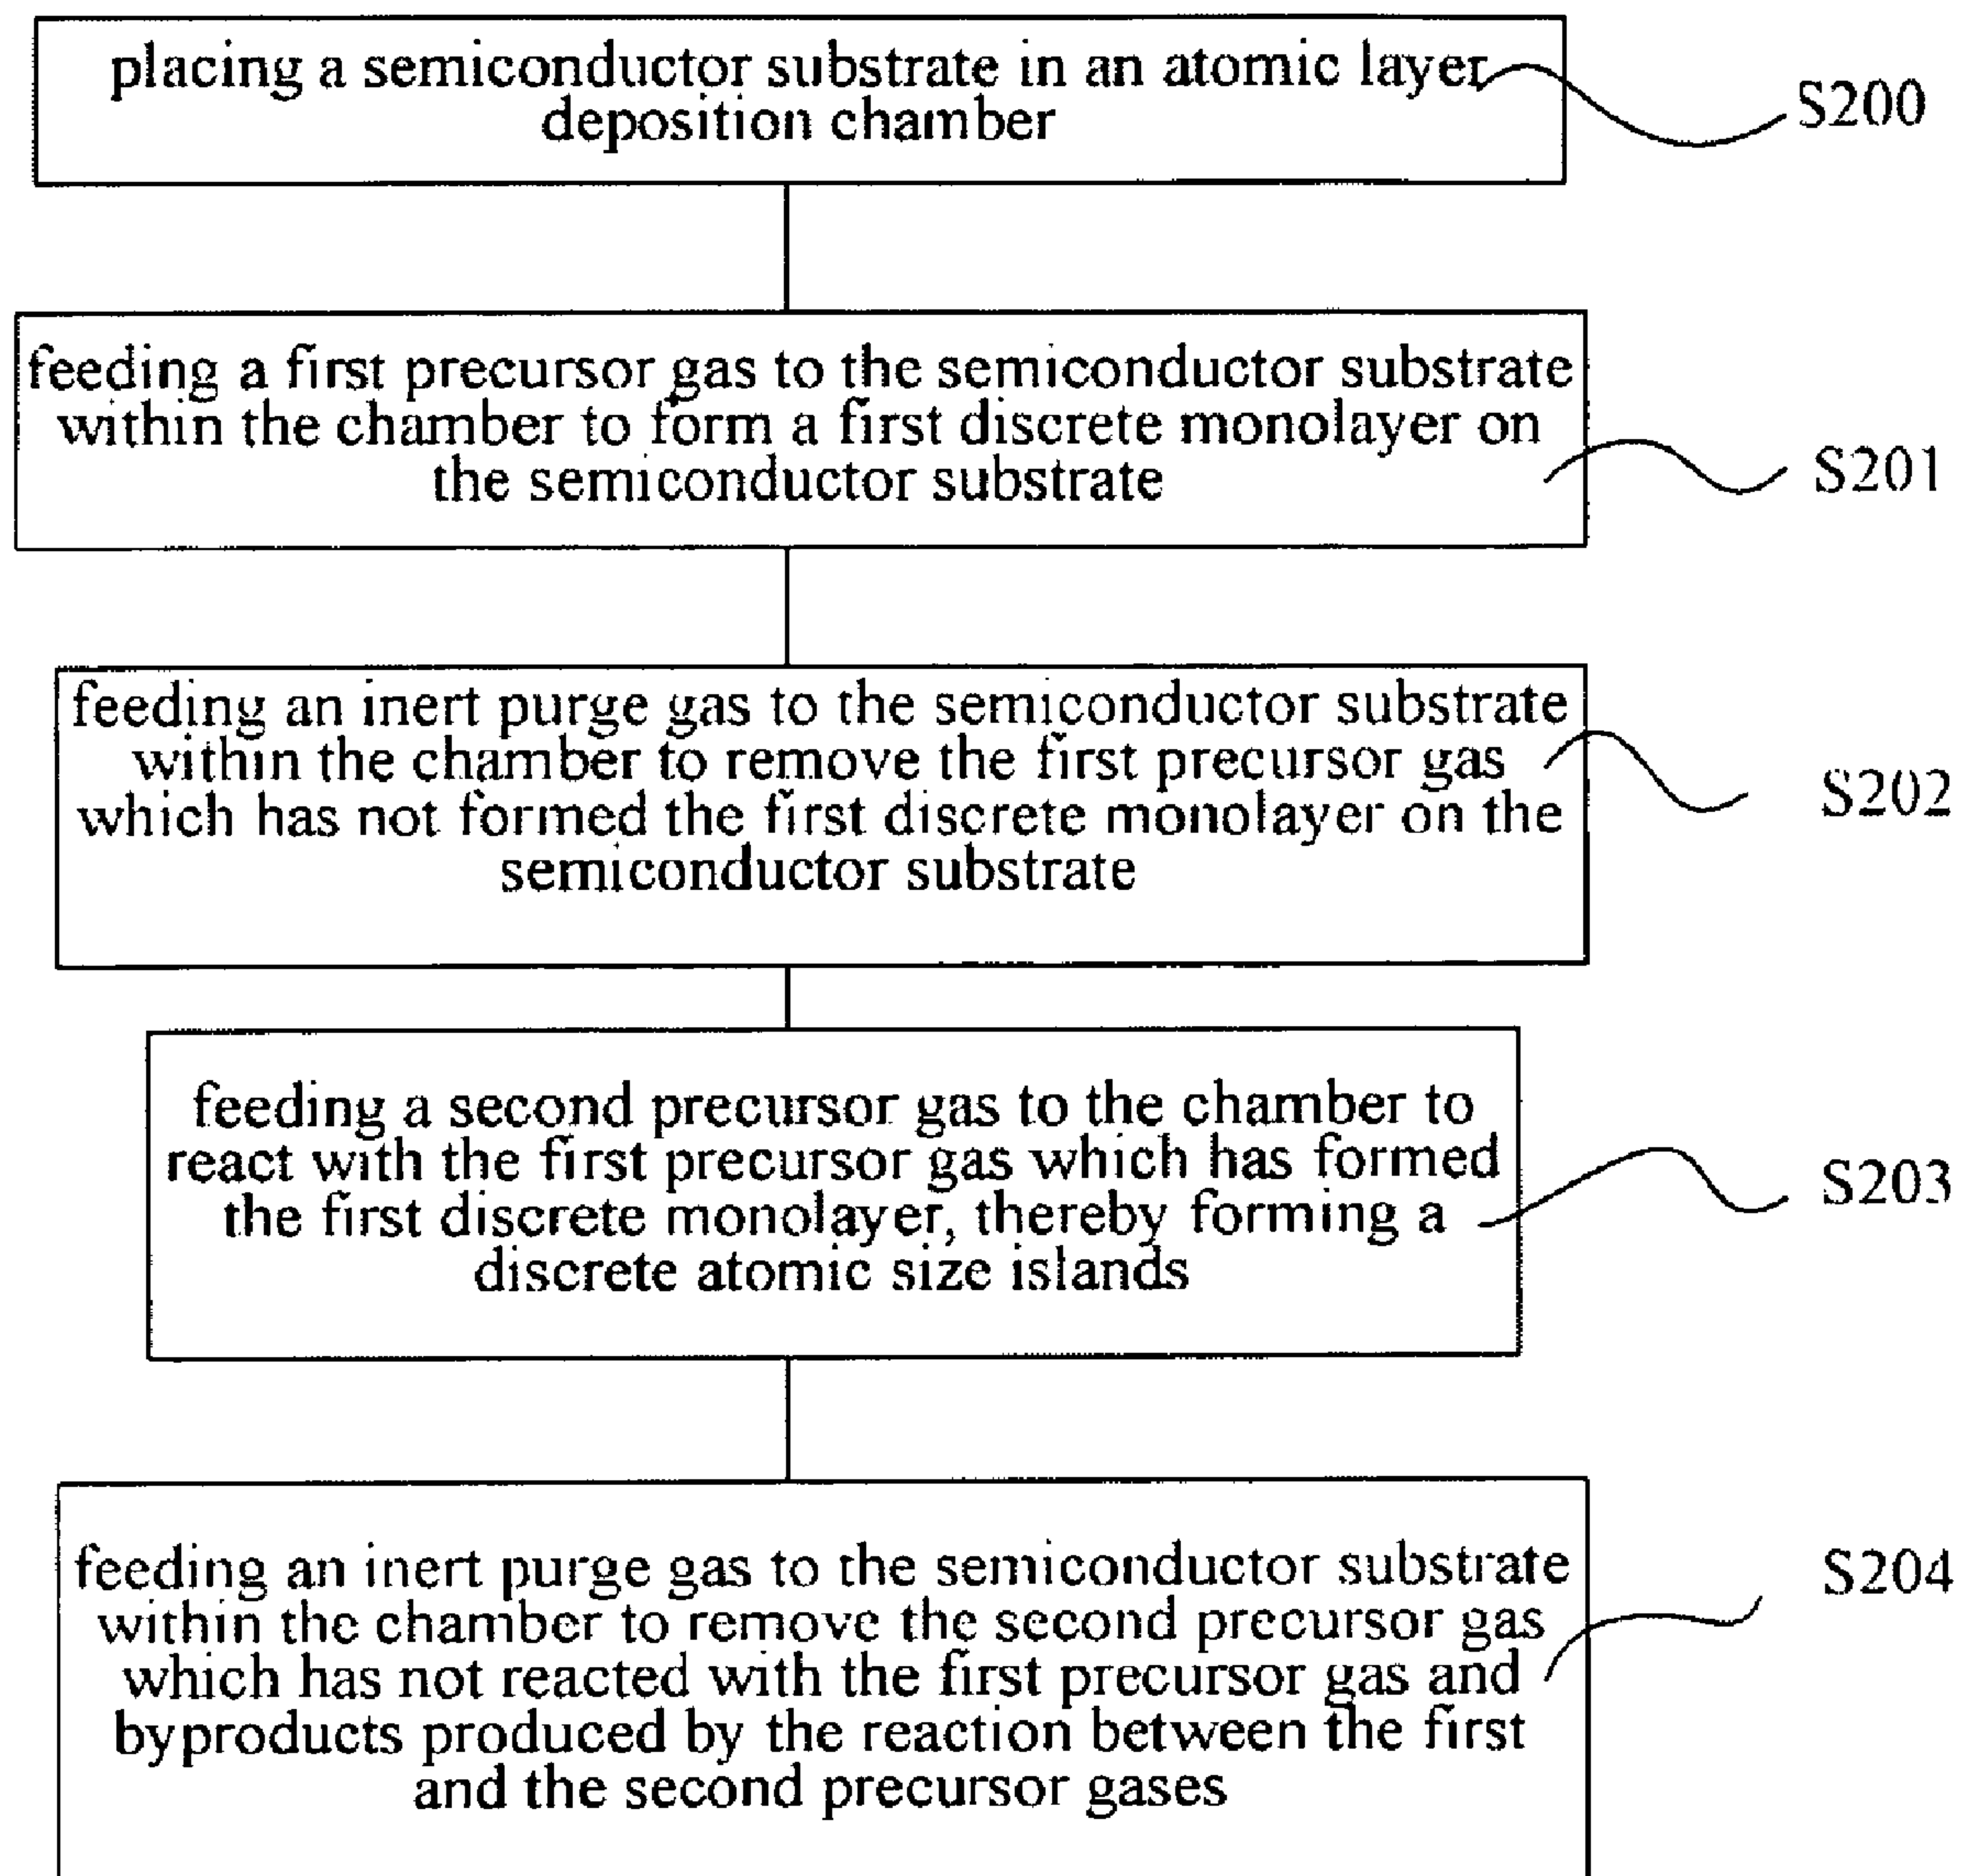 placing a semiconductor substrate in an atomic layer
deposition chamber
S200
feeding a first precursor gas to the semiconductor substrate
within the chamber to form a first discrete monolayer on
the semiconductor substrate
S201
feeding an inert purge gas to the semiconductor substrate
within the chamber to remove the first precursor gas
which has not formed the first discrete monolayer on the
semiconductor substrate
S202
feeding a second precursor gas to the chamber to
react with the first precursor gas which has formed
the first discrete monolayer, thereby forming a
discrete atomic size islands
S203
feeding an inert purge gas to the semiconductor substrate
within the chamber to remove the second precursor gas
which has not reacted with the first precursor gas and
byproducts produced by the reaction between the first
and the second precursor gases
S204